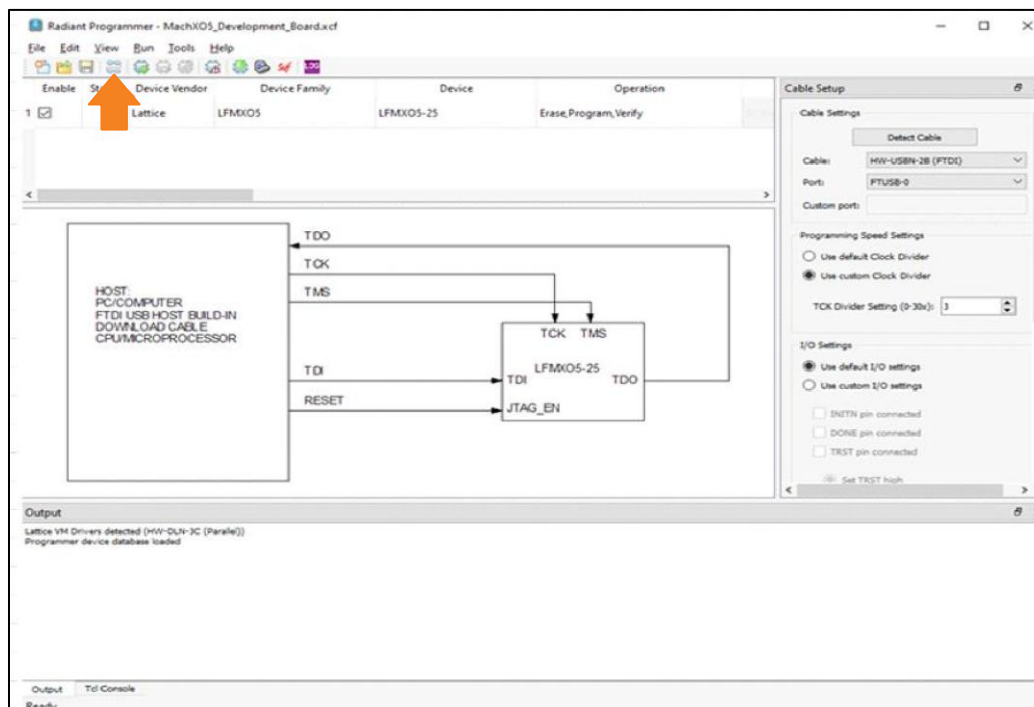 Radiant Programmer - MachXO5_Development_Board.xcf
File Edit View Run Tools Help
LOG
Enable Device Vendor Device Family Device Operation
1 Lattice LFMXO5 LFMXO5-25 Erase,Program,Verify
Cable Setup
Cable Settings
Detect Cable
Cable: HW-USBN-2B (FTDI)
Port: FTUSB-0
Custom port:
Programming Speed Settings
Use default Clock Divider
Use custom Clock Divider
TCK Divider Setting (0-30x): 3
I/O Settings
Use default I/O settings
Use custom I/O settings
INITN pin connected
DONE pin connected
TRST pin connected
Set TRST high
TDO
TCK
TMS
HOST:
PC/COMPUTER
FTDI USB HOST BUILD-IN
DOWNLOAD CABLE
CPU/MICROPROCESSOR
TDI
RESET
TCK TMS
LFMXO5-25
TDI TDO
JTAG_EN
Output
Lattice VM Drivers detected (HW-DLN-3C (Parallel))
Programmer device database loaded
Output Tcl Console
Ready